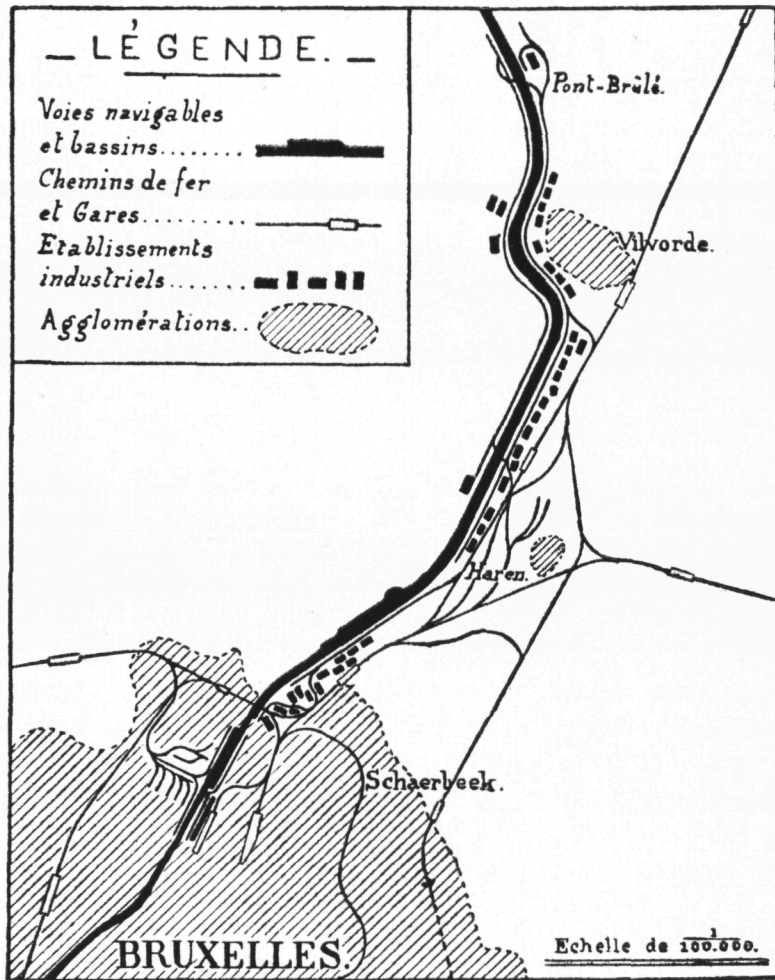 _ LÉGENDE. _
Voies navigables
et bassins........
Chemins de fer
et Gares.........
Etablissements
industriels.......
Agglomérations..
Pont-Brûlé.
Vilvorde.
Haren.
Schaerbeek.
BRUXELLES.
Echelle de 1/100.000.